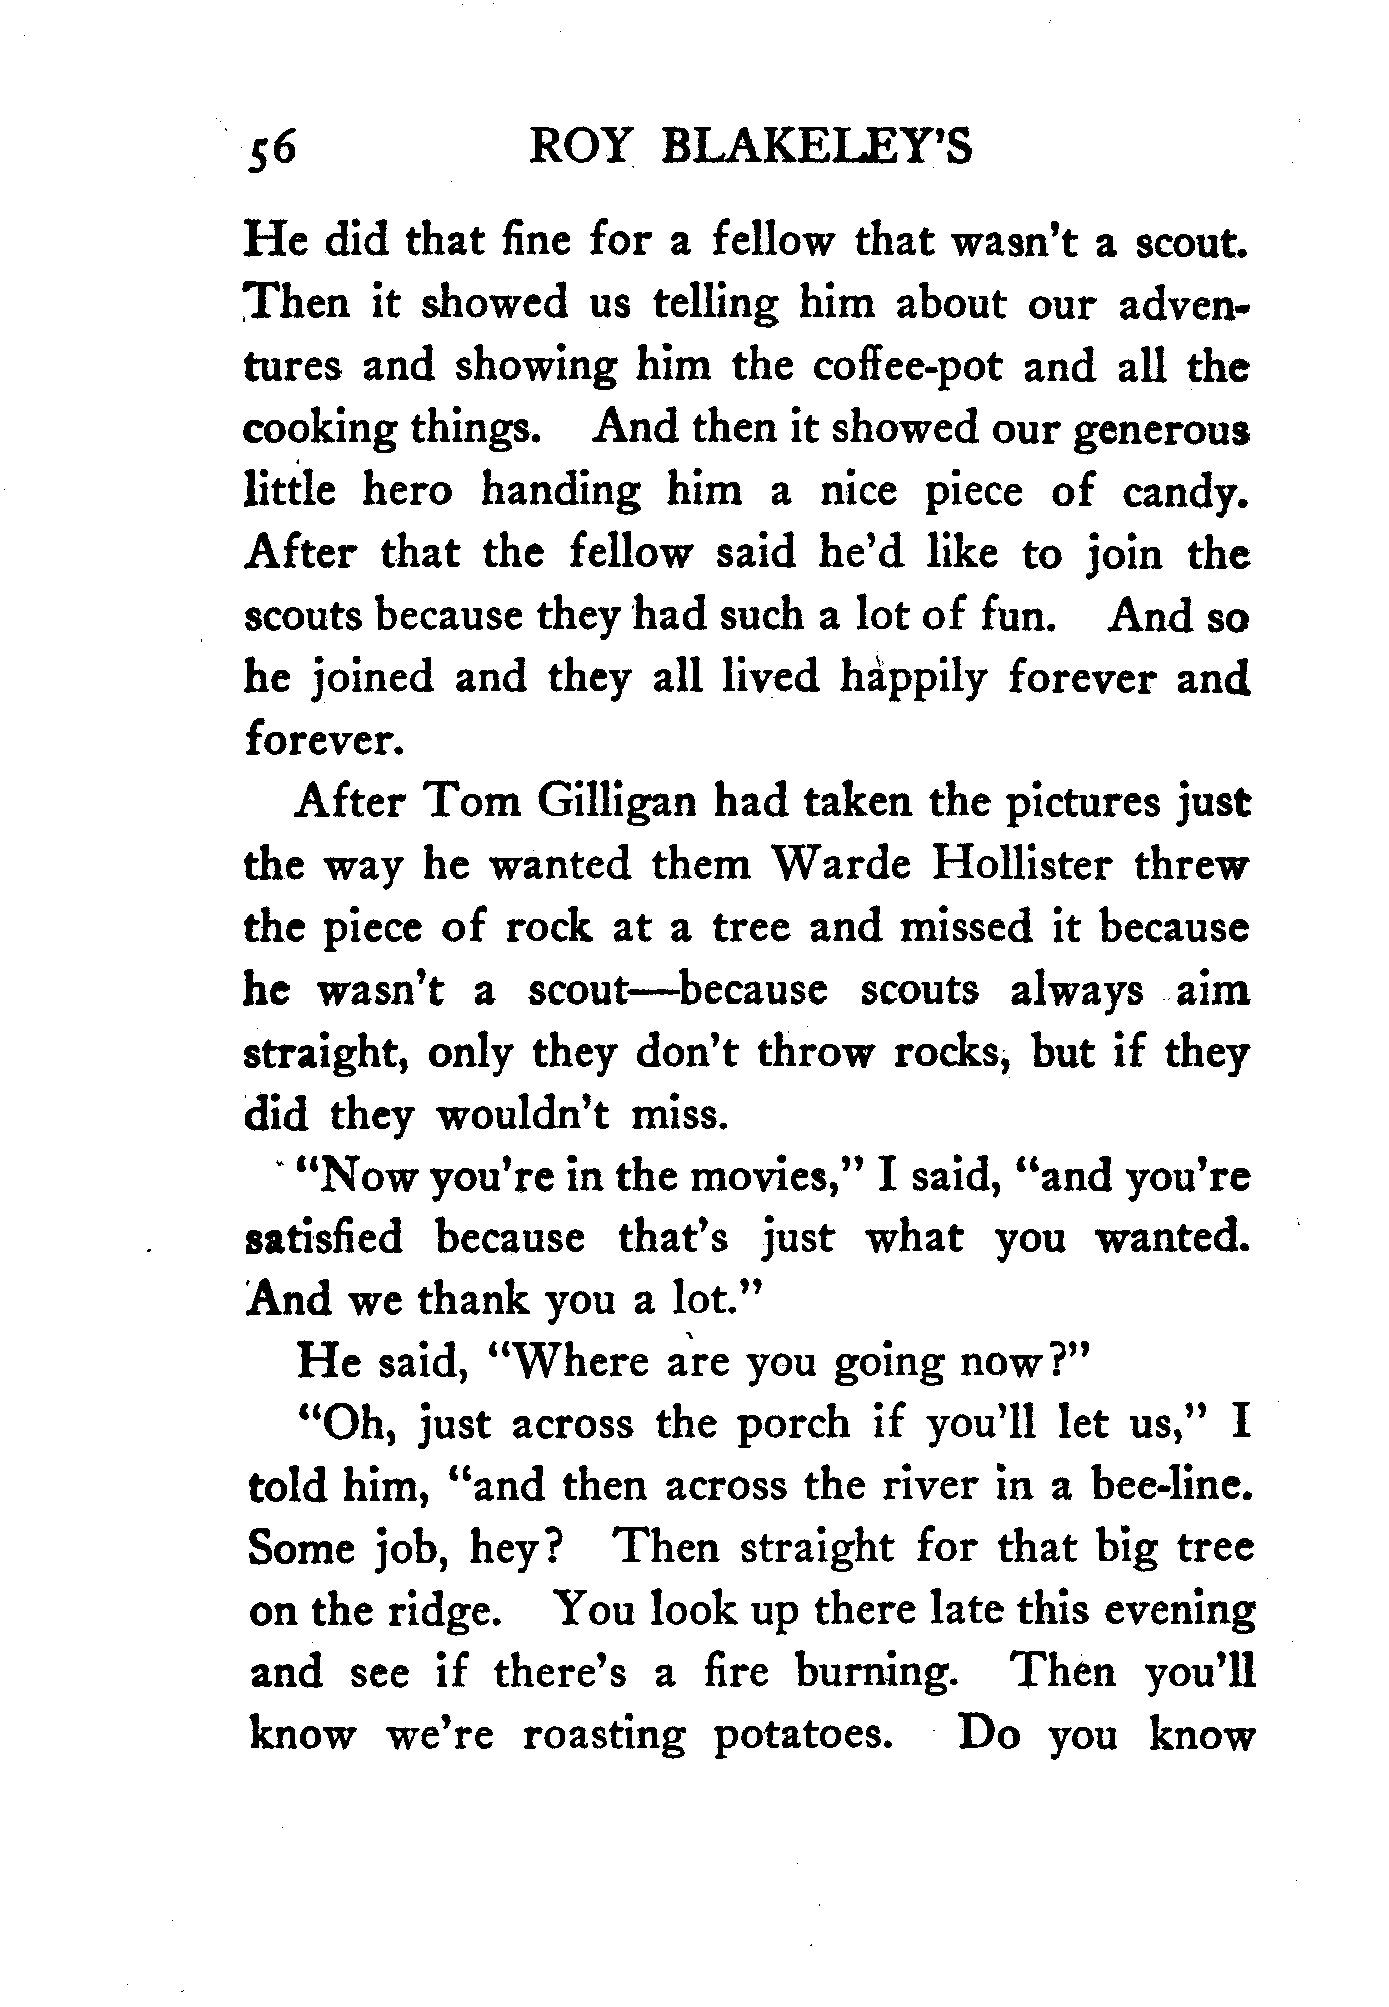 56 ROY BLAKELEY'S
He did that fine for a fellow that wasn't a scout.
Then it showed us telling him about our adven-
tures and showing him the coffee-pot and all the
cooking things. And then it showed our generous
little hero handing him a nice piece of candy.
After that the fellow said he'd like to join the
scouts because they had such a lot of fun. And so
he joined and they all lived happily forever and
forever.
After Tom Gilligan had taken the pictures just
the way he wanted them Warde Hollister threw
the piece of rock at a tree and missed it because
he wasn't a scout—because scouts always aim
straight, only they don't throw rocks, but if they
did they wouldn't miss.
"Now you're in the movies," I said, "and you're
satisfied because that's just what you wanted.
And we thank you a lot."
He said, "Where are you going now?"
"Oh, just across the porch if you'll let us," I
told him, "and then across the river in a bee-line.
Some job, hey? Then straight for that big tree
on the ridge. You look up there late this evening
and see if there's a fire burning. Then you'll
know we're roasting potatoes. Do you know